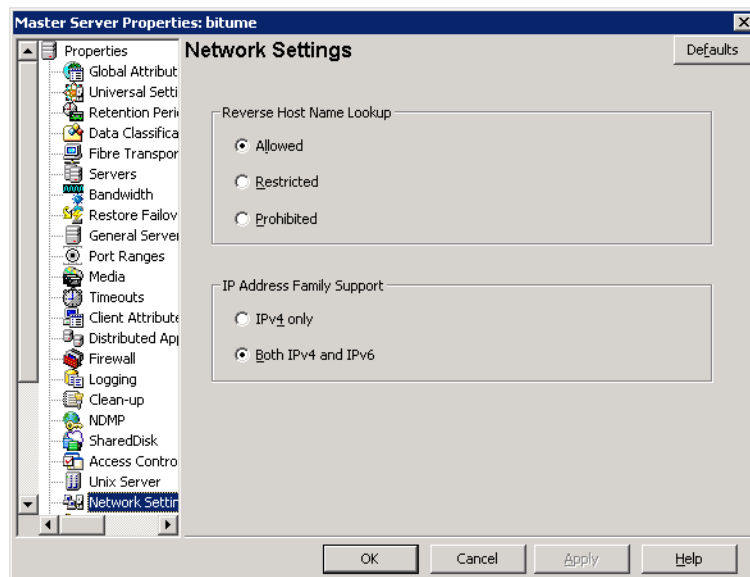 Master Server Properties: bitume
Properties
Global Attribut
Universal Setti
Retention Peri
Data Classifica
Fibre Transpor
Servers
Bandwidth
Restore Failov
General Server
Port Ranges
Media
Timeouts
Client Attribute
Distributed App
Firewall
Logging
Clean-up
NDMP
SharedDisk
Access Contro
Unix Server
Network Settin
Network Settings
Defaults
Reverse Host Name Lookup
Allowed
Restricted
Prohibited
IP Address Family Support
IPv4 only
Both IPv4 and IPv6
OK
Cancel
Apply
Help